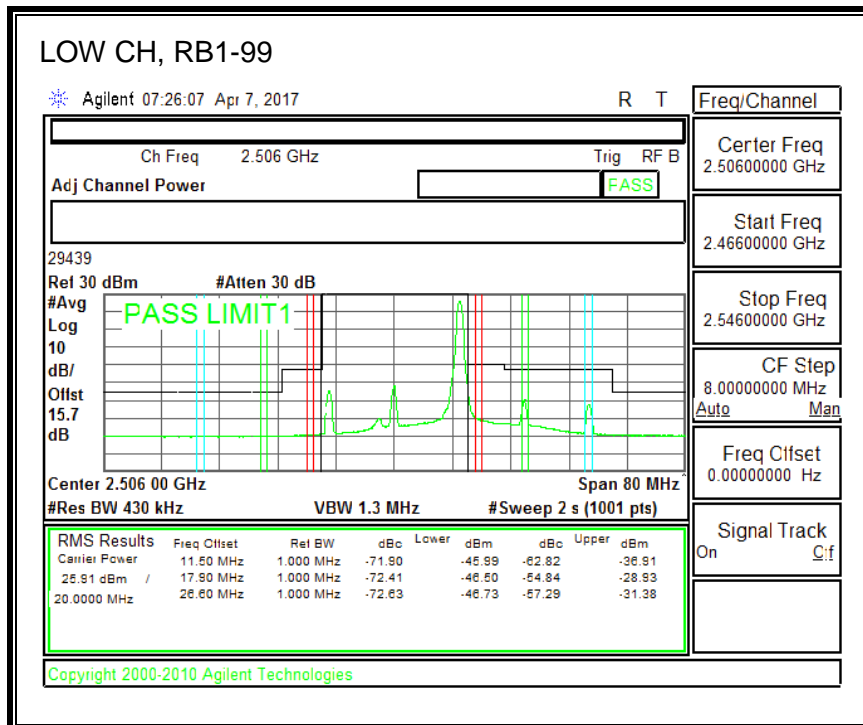 LOW CH, RB1-99
Agilent 07:26:07 Apr 7, 2017 R T
Freq/Channel
Ch Freq 2.506 GHz Trig RF B
Adj Channel Power PASS
Center Freq
2.50600000 GHz
Start Freq
2.46600000 GHz
Stop Freq
2.54600000 GHz
CF Step
8.00000000 MHz
Auto Man
Freq Offset
0.00000000 Hz
Signal Track
On Off
29439
Ref 30 dBm #Atten 30 dB
#Avg
Log
10
dB/
Offst
15.7
dB
PASS LIMIT1
Center 2.506 00 GHz Span 80 MHz^
#Res BW 430 kHz VBW 1.3 MHz #Sweep 2 s (1001 pts)
RMS Results Freq Offset Ref BW dBc Lower dBm dBc Upper dBm
Carrier Power 11.50 MHz 1.000 MHz -71.90 -45.99 -62.82 -36.91
25.91 dBm / 17.90 MHz 1.000 MHz -72.41 -46.50 -54.84 -28.93
20.0000 MHz 26.60 MHz 1.000 MHz -72.63 -46.73 -57.29 -31.38
Copyright 2000-2010 Agilent Technologies